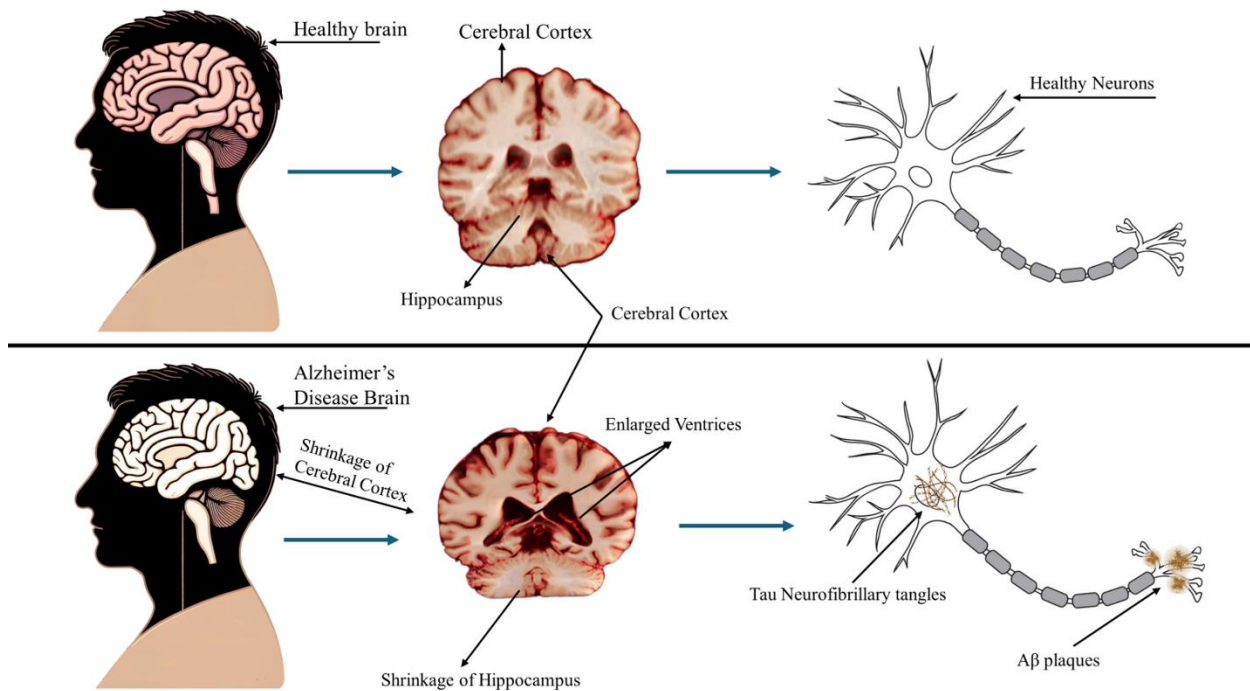 Healthy brain
Cerebral Cortex
Healthy Neurons
Hippocampus
Cerebral Cortex
Alzheimer’s
Disease Brain
Shrinkage of
Cerebral Cortex
Enlarged Ventrices
Tau Neurofibrillary tangles
Aβ plaques
Shrinkage of Hippocampus